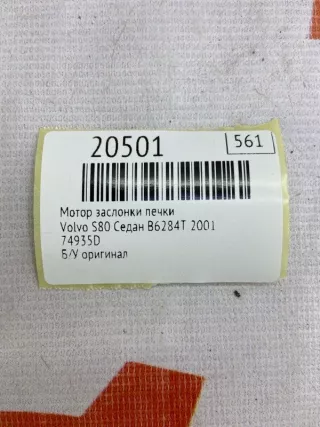 20501
561
Мотор заслонки печки
Volvo S80 Седан B6284T 2001
74935D
Б/У оригинал